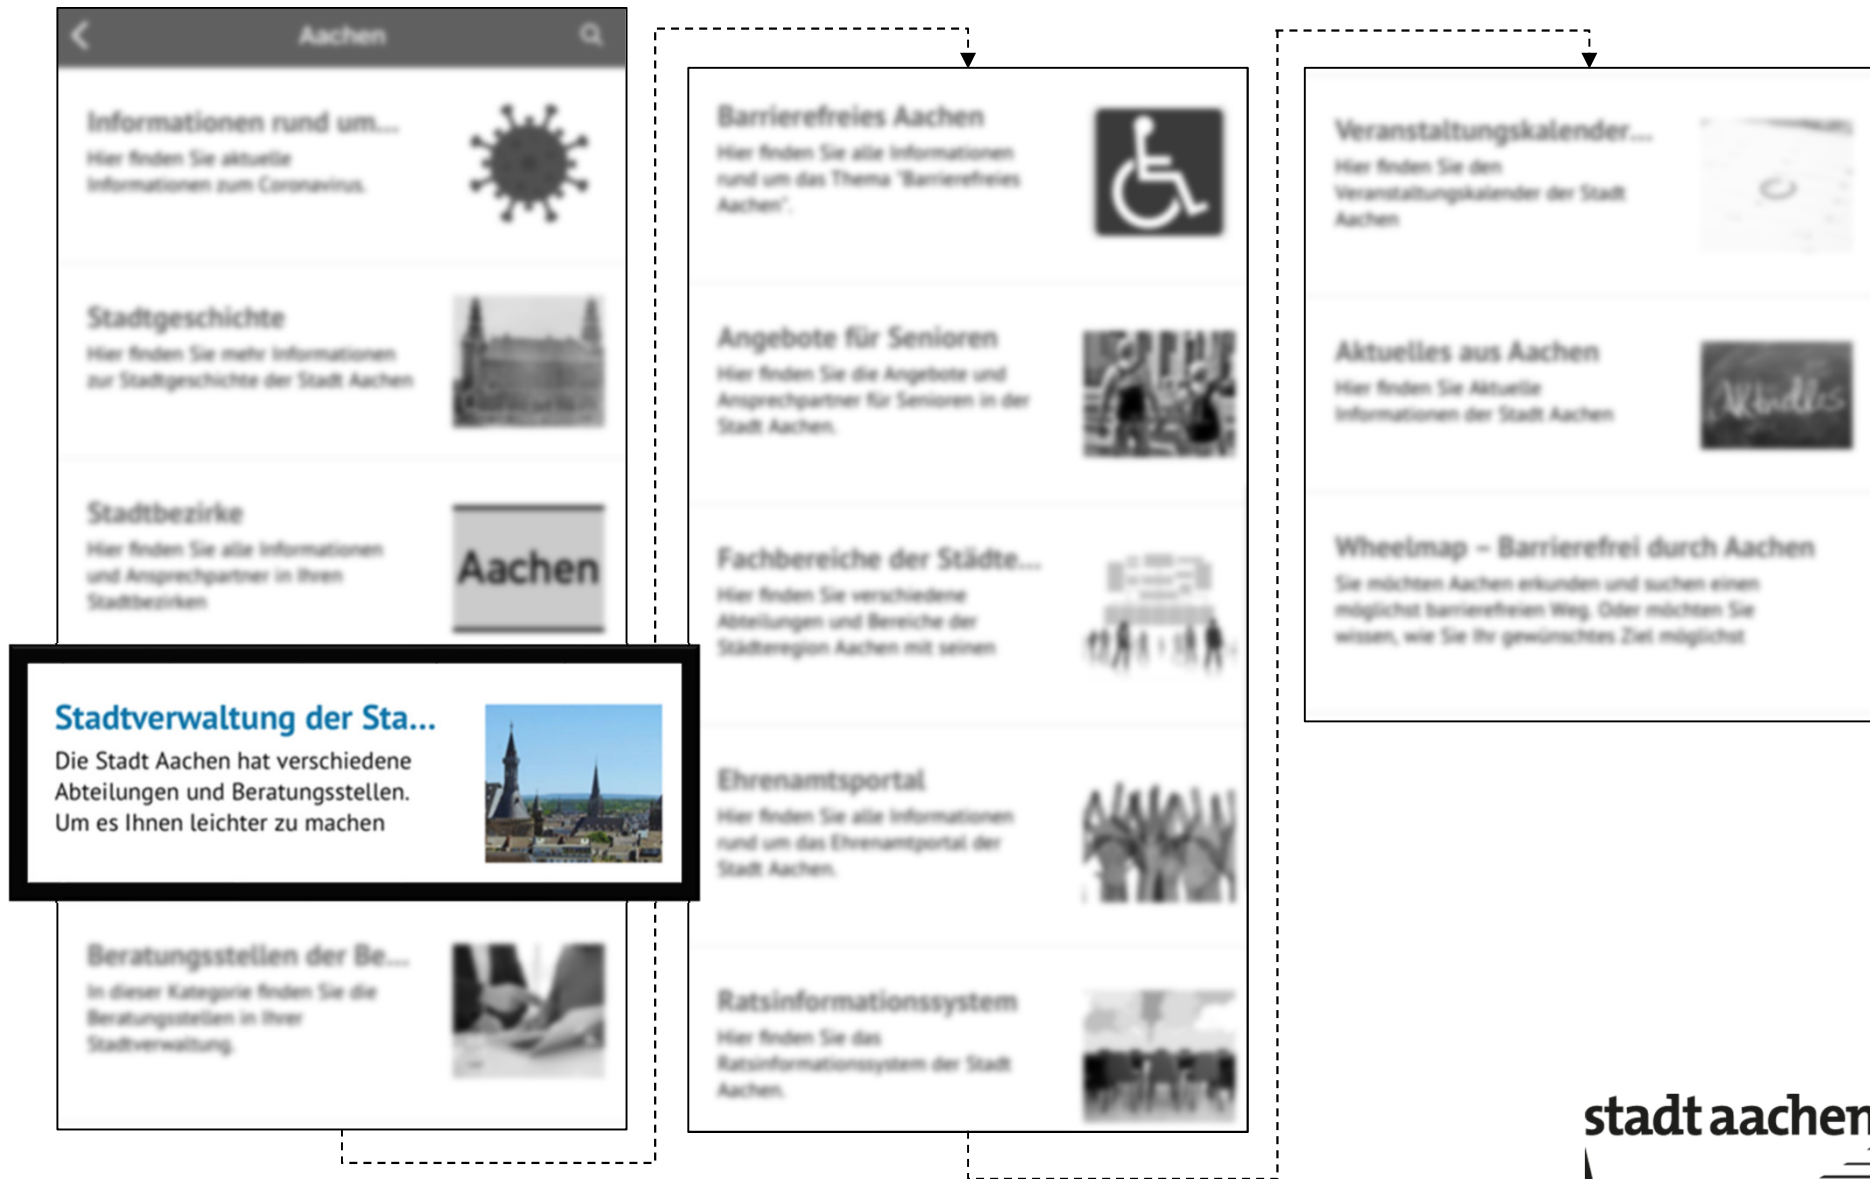 Aachen
Informationen rund um...
Hier finden Sie aktuelle
Informationen zum Coronavirus.
Stadtgeschichte
Hier finden Sie mehr Informationen
zur Stadtgeschichte der Stadt Aachen
Stadtbezirke
Hier finden Sie alle Informationen
und Ansprechpartner in Ihren
Stadtbezirken
Aachen
Stadtverwaltung der Sta...
Die Stadt Aachen hat verschiedene
Abteilungen und Beratungsstellen.
Um es Ihnen leichter zu machen
Beratungsstellen der Be...
In dieser Kategorie finden Sie die
Beratungsstellen in Ihrer
Stadtverwaltung.
Barrierefreies Aachen
Hier finden Sie alle Informationen
rund um das Thema "Barrierefreies
Aachen".
Angebote für Senioren
Hier finden Sie die Angebote und
Ansprechpartner für Senioren in der
Stadt Aachen.
Fachbereiche der Städte...
Hier finden Sie verschiedene
Abteilungen und Bereiche der
Städteregion Aachen mit seinen
Ehrenamtsportal
Hier finden Sie alle Informationen
rund um das Ehrenamtportal der
Stadt Aachen.
Ratsinformationssystem
Hier finden Sie das
Ratsinformationssystem der Stadt
Aachen.
Veranstaltungskalender...
Hier finden Sie den
Veranstaltungskalender der Stadt
Aachen
Aktuelles aus Aachen
Hier finden Sie Aktuelle
Informationen der Stadt Aachen
Aktuelles
Wheelmap – Barrierefrei durch Aachen
Sie möchten Aachen erkunden und suchen einen
möglichst barrierefreien Weg. Oder möchten Sie
wissen, wie Sie Ihr gewünschtes Ziel möglichst
stadt aachen